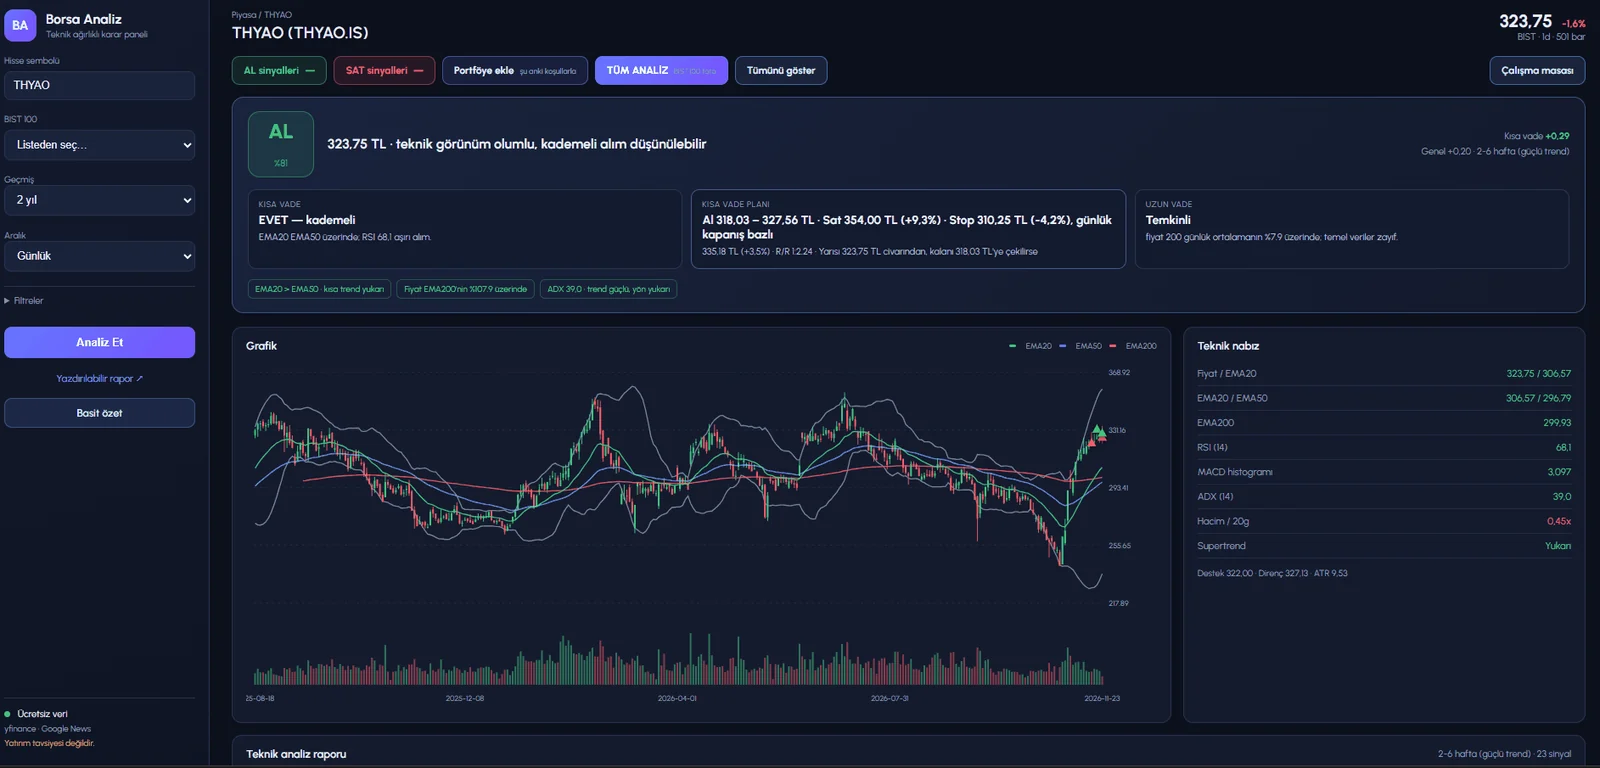 BA
Borsa Analiz
Teknik ağırlıklı karar paneli
Hisse sembolü
THYAO
BIST 100
Listeden seç...
Geçmiş
2 yıl
Aralık
Günlük
Filtreler
Analiz Et
Yazdırılabilir rapor ↗
Basit özet
Ücretsiz veri
yfinance · Google News
Yatırım tavsiyesi değildir.
Piyasa / THYAO
THYAO (THYAO.IS)
323,75 -1,6%
BIST · 1d · 501 bar
AL sinyalleri —
SAT sinyalleri —
Portföye ekle şu anki koşullarla
TÜM ANALİZ
Tümünü göster
Çalışma masası
AL
%81
323,75 TL · teknik görünüm olumlu, kademeli alım düşünülebilir
Kısa vade +0,29
Genel +0,20 · 2-6 hafta (güçlü trend)
KISA VADE
EVET — kademeli
EMA20 EMA50 üzerinde; RSI 68,1 aşırı alım.
KISA VADE PLANI
Al 318,03 – 327,56 TL · Sat 354,00 TL (+9,3%) · Stop 310,25 TL (-4,2%), günlük
kapanış bazlı
335,18 TL (+3,5%) · R/R 1:2.24 · Yarısı 323,75 TL civarından, kalanı 318,03 TL'ye çekilirse
UZUN VADE
Temkinli
fiyat 200 günlük ortalamanın %7.9 üzerinde; temel veriler zayıf.
EMA20 > EMA50 · kısa trend yukarı
Fiyat EMA200'nin %107.9 üzerinde
ADX 39,0 · trend güçlü, yön yukarı
Grafik
EMA20 EMA50 EMA200
368.92
331.16
293.41
255.65
217.89
25-08-18
2025-12-08
2026-04-01
2026-07-31
2026-11-23
Teknik nabız
Fiyat / EMA20 323,75 / 306,57
EMA20 / EMA50 306,57 / 296,79
EMA200 299,93
RSI (14) 68,1
MACD histogramı 3.097
ADX (14) 39,0
Hacim / 20g 0,45x
Supertrend Yukarı
Destek 322,00 · Direnç 327,13 · ATR 9,53
Teknik analiz raporu
2-6 hafta (güçlü trend) · 23 sinyal